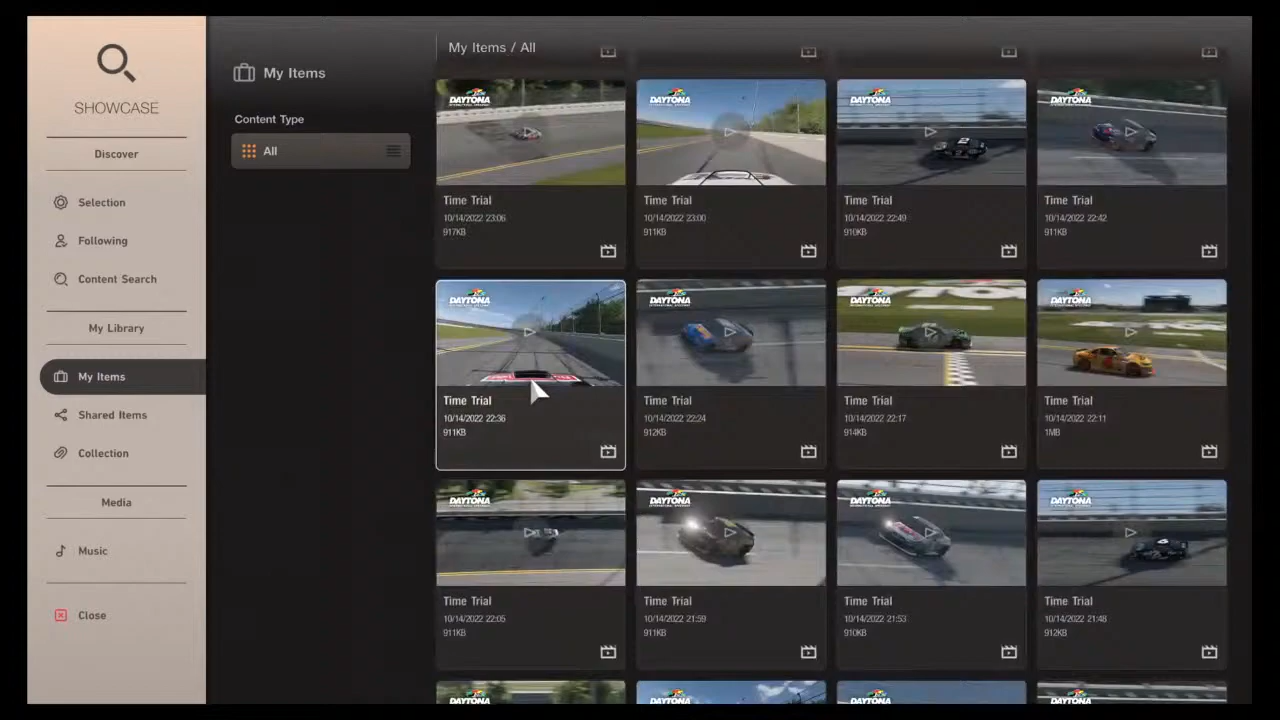 SHOWCASE
Discover
Selection
Following
Content Search
My Library
My Items
Shared Items
Collection
Media
Music
Close
My Items
Content Type
All
My Items / All
DAYTONA
Time Trial
10/14/2022 23:06
917KB
DAYTONA
Time Trial
10/14/2022 23:00
911KB
DAYTONA
Time Trial
10/14/2022 22:49
910KB
DAYTONA
Time Trial
10/14/2022 22:42
911KB
DAYTONA
Time Trial
10/14/2022 22:36
911KB
DAYTONA
Time Trial
10/14/2022 22:24
912KB
DAYTONA
Time Trial
10/14/2022 22:17
914KB
DAYTONA
Time Trial
10/14/2022 22:11
1MB
DAYTONA
Time Trial
10/14/2022 22:05
911KB
DAYTONA
Time Trial
10/14/2022 21:59
911KB
DAYTONA
Time Trial
10/14/2022 21:53
910KB
DAYTONA
Time Trial
10/14/2022 21:48
912KB
DAYTONA
DAYTONA
DAYTONA
DAYTONA